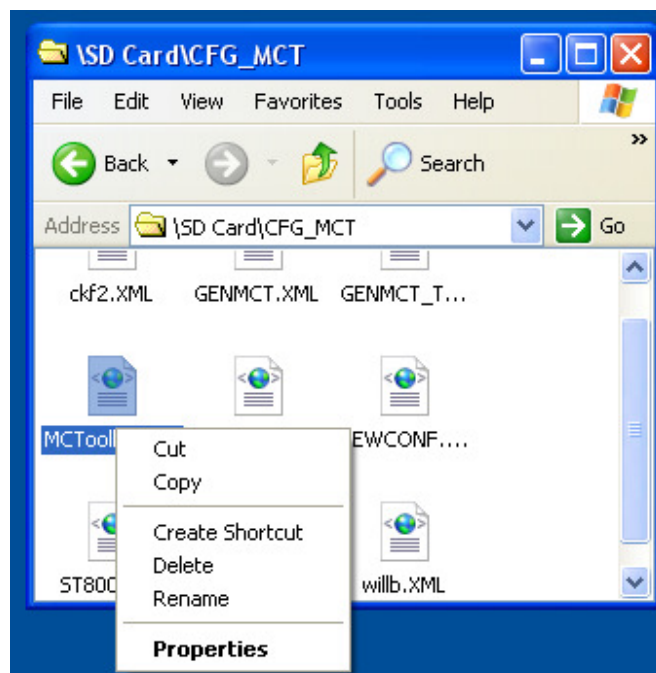 \SD Card\CFG_MCT
File Edit View Favorites Tools Help
Back Search »
Address \SD Card\CFG_MCT Go
ckf2.XML GENMCT.XML GENMCT_T...
MCTool EWCONF....
Cut
Copy
Create Shortcut
Delete
ST800 willb.XML
Rename
Properties